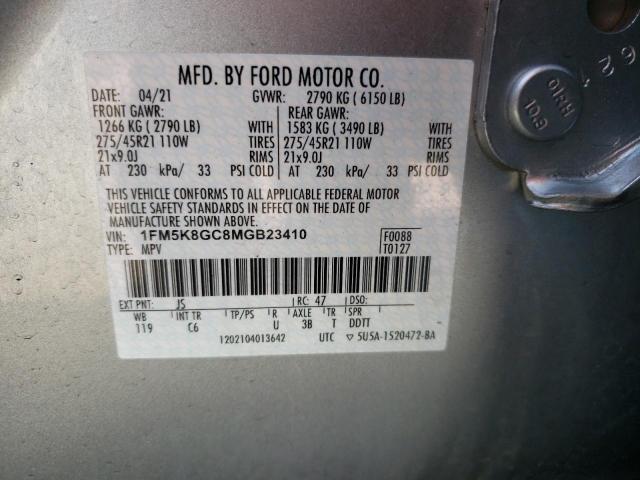 MFD. BY FORD MOTOR CO.
DATE: 04/21 GVWR: 2790 KG ( 6150 LB)
FRONT GAWR: REAR GAWR:
1266 KG ( 2790 LB) WITH 1583 KG ( 3490 LB) WITH
275/45R21 110W TIRES 275/45R21 110W TIRES
21x9.0J RIMS 21x9.0J RIMS
AT 230 kPa/ 33 PSI COLD AT 230 kPa/ 33 PSI COLD
THIS VEHICLE CONFORMS TO ALL APPLICABLE FEDERAL MOTOR
VEHICLE SAFETY STANDARDS IN EFFECT ON THE DATE OF
MANUFACTURE SHOWN ABOVE.
VIN: 1FM5K8GC8MGB23410 F0088
TYPE: MPV T0127
EXT PNT: JS RC: 47 DSO:
WB INT TR TP/PS R AXLE TR SPR
119 C6 U 3B T DDTT
1202104013642 UTC ▽ 5U5A-1520472-BA
621
RIH
10.9